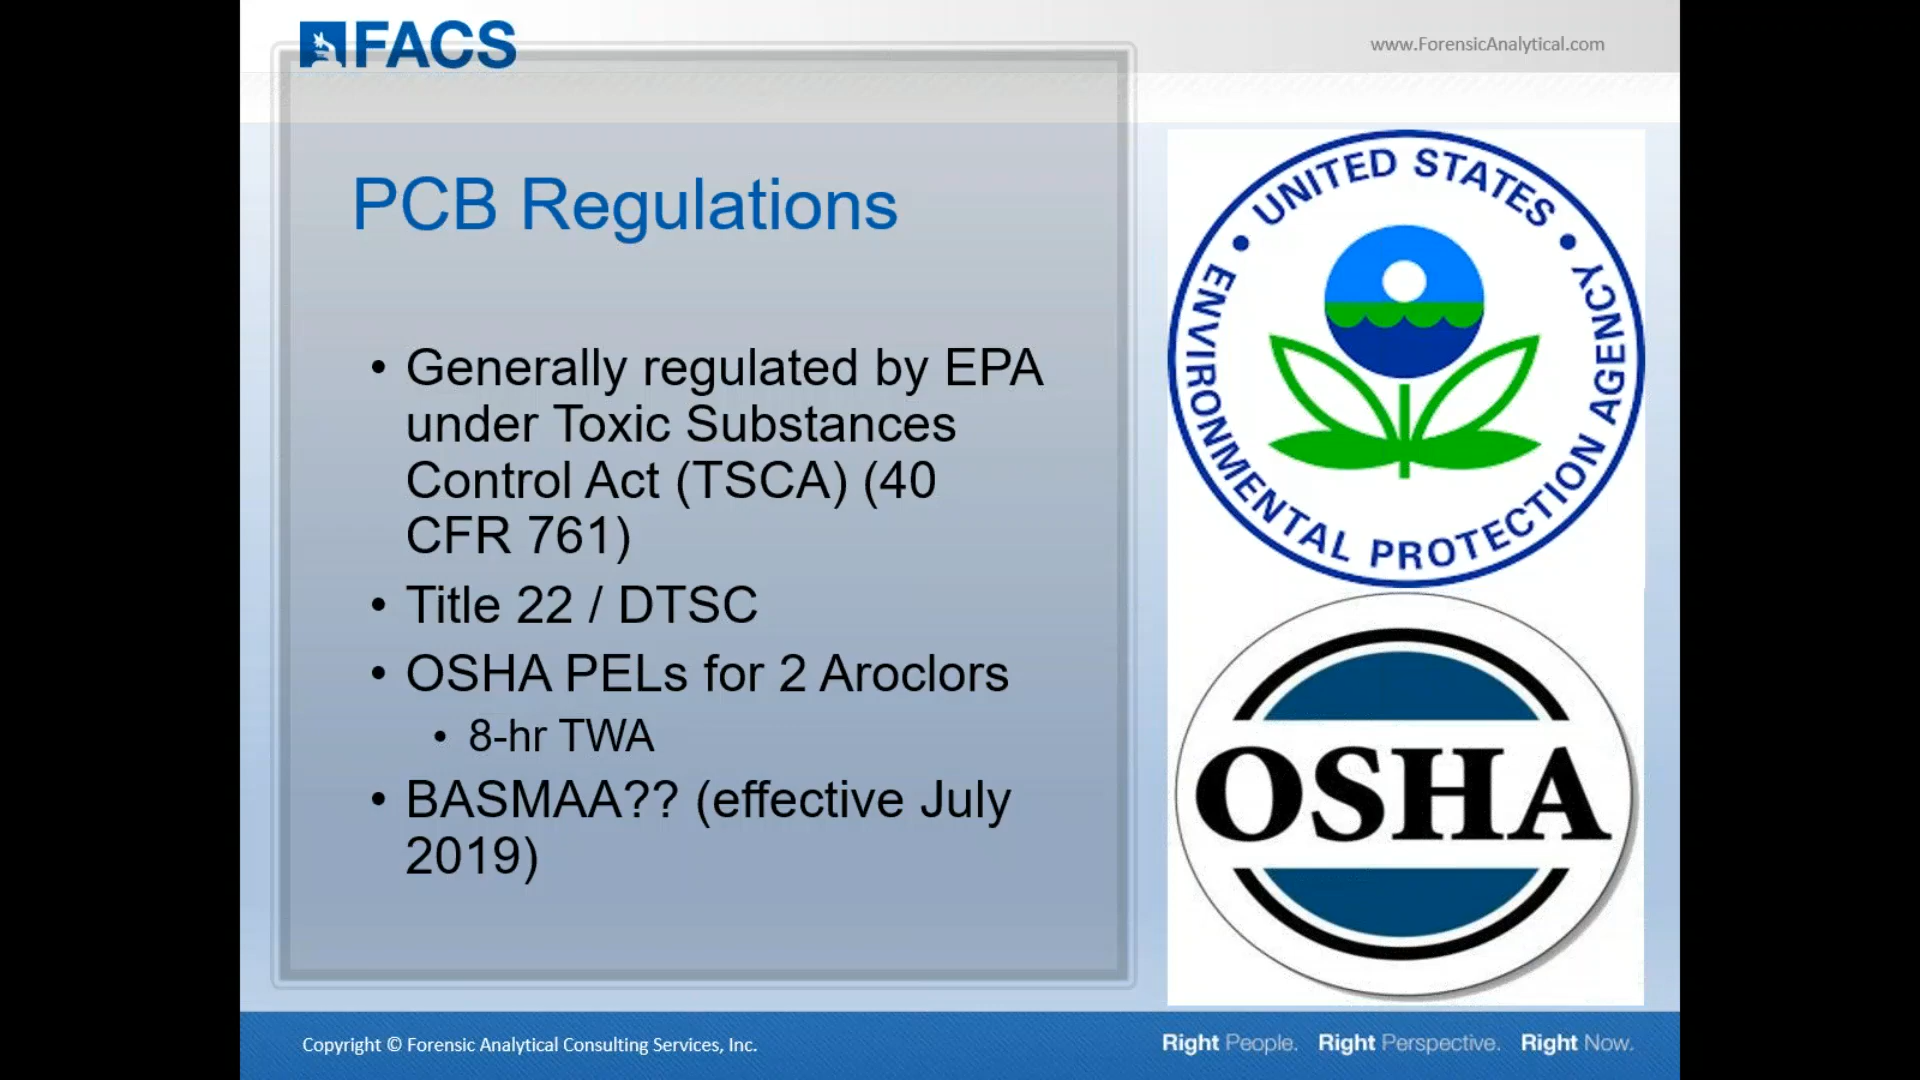 FACS
www.ForensicAnalytical.com
PCB Regulations
• Generally regulated by EPA
under Toxic Substances
Control Act (TSCA) (40
CFR 761)
• Title 22 / DTSC
• OSHA PELs for 2 Aroclors
• 8-hr TWA
• BASMAA?? (effective July
2019)
• UNITED STATES •
ENVIRONMENTAL PROTECTION AGENCY
OSHA
Copyright © Forensic Analytical Consulting Services, Inc.
Right People. Right Perspective. Right Now.